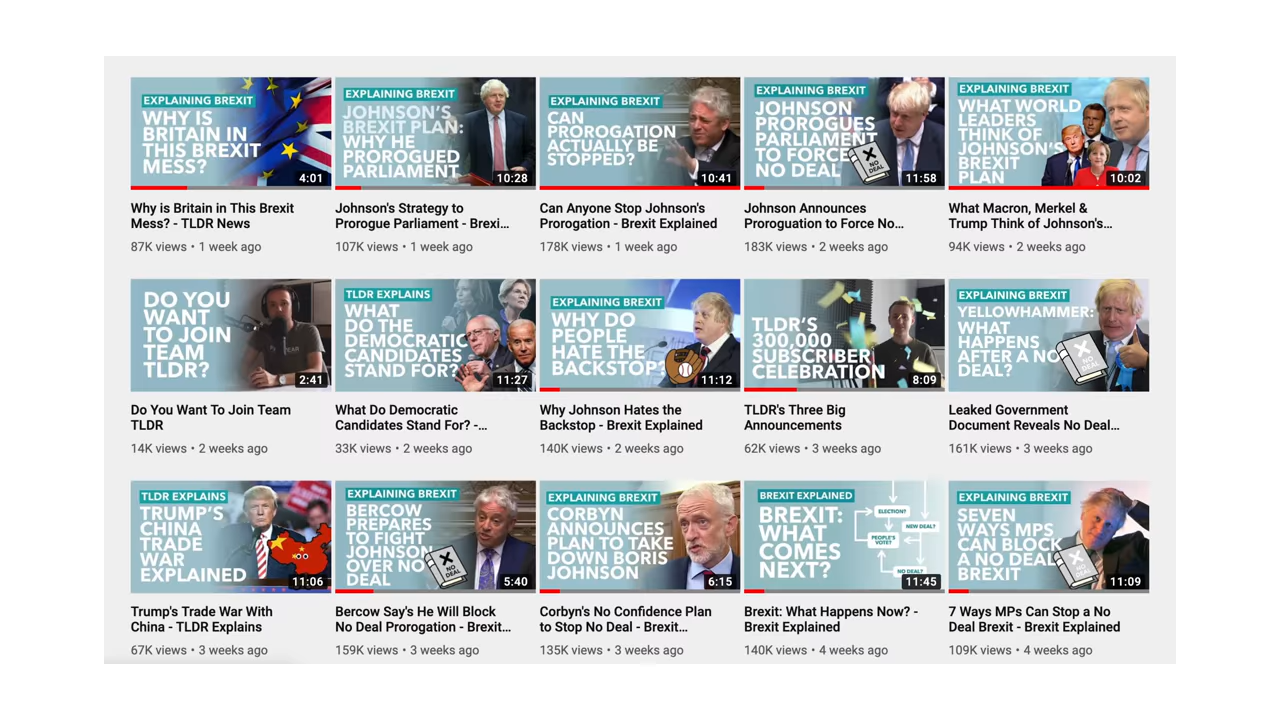 EXPLAINING BREXIT
WHY IS
BRITAIN IN
THIS BREXIT
MESS?
4:01
EXPLAINING BREXIT
JOHNSON'S
BREXIT PLAN:
WHY HE
PROROGUED
PARLIAMENT
10:28
EXPLAINING BREXIT
CAN
PROROGATION
ACTUALLY BE
STOPPED?
10:41
EXPLAINING BREXIT
JOHNSON
PROROGUES
PARLIAMENT
TO FORCE
NO DEAL
NO
DEAL
11:58
EXPLAINING BREXIT
WHAT WORLD
LEADERS
THINK OF
JOHNSON'S
BREXIT
PLAN
10:02
Why is Britain in This Brexit
Mess? - TLDR News
87K views • 1 week ago
Johnson's Strategy to
Prorogue Parliament - Brexi...
107K views • 1 week ago
Can Anyone Stop Johnson's
Prorogation - Brexit Explained
178K views • 1 week ago
Johnson Announces
Proroguation to Force No...
183K views • 2 weeks ago
What Macron, Merkel &
Trump Think of Johnson's...
94K views • 2 weeks ago
DO YOU
WANT
TO JOIN
TEAM
TLDR?
2:41
TLDR EXPLAINS
WHAT
DO THE
DEMOCRATIC
CANDIDATES
STAND FOR?
11:27
EXPLAINING BREXIT
WHY DO
PEOPLE
HATE THE
BACKSTOP?
11:12
TLDR'S
300,000
SUBSCRIBER
CELEBRATION
8:09
EXPLAINING BREXIT
YELLOWHAMMER:
WHAT
HAPPENS
AFTER A NO
DEAL?
NO
DEAL
Do You Want To Join Team
TLDR
14K views • 2 weeks ago
What Do Democratic
Candidates Stand For? -...
33K views • 2 weeks ago
Why Johnson Hates the
Backstop - Brexit Explained
140K views • 2 weeks ago
TLDR's Three Big
Announcements
62K views • 3 weeks ago
Leaked Government
Document Reveals No Deal...
161K views • 3 weeks ago
TLDR EXPLAINS
TRUMP'S
CHINA
TRADE
WAR
EXPLAINED
11:06
EXPLAINING BREXIT
BERCOW
PREPARES
TO FIGHT
JOHNSON
OVER NO
DEAL
NO
DEAL
5:40
EXPLAINING BREXIT
CORBYN
ANNOUNCES
PLAN TO TAKE
DOWN BORIS
JOHNSON
6:15
BREXIT EXPLAINED
BREXIT:
WHAT
COMES
NEXT?
ELECTION?
NEW DEAL?
PEOPLE'S
VOTE?
NO DEAL?
11:45
EXPLAINING BREXIT
SEVEN
WAYS MPS
CAN BLOCK
A NO DEAL
BREXIT
NO
DEAL
11:09
Trump's Trade War With
China - TLDR Explains
67K views • 3 weeks ago
Bercow Say's He Will Block
No Deal Prorogation - Brexit...
159K views • 3 weeks ago
Corbyn's No Confidence Plan
to Stop No Deal - Brexit...
135K views • 3 weeks ago
Brexit: What Happens Now? -
Brexit Explained
140K views • 4 weeks ago
7 Ways MPs Can Stop a No
Deal Brexit - Brexit Explained
109K views • 4 weeks ago